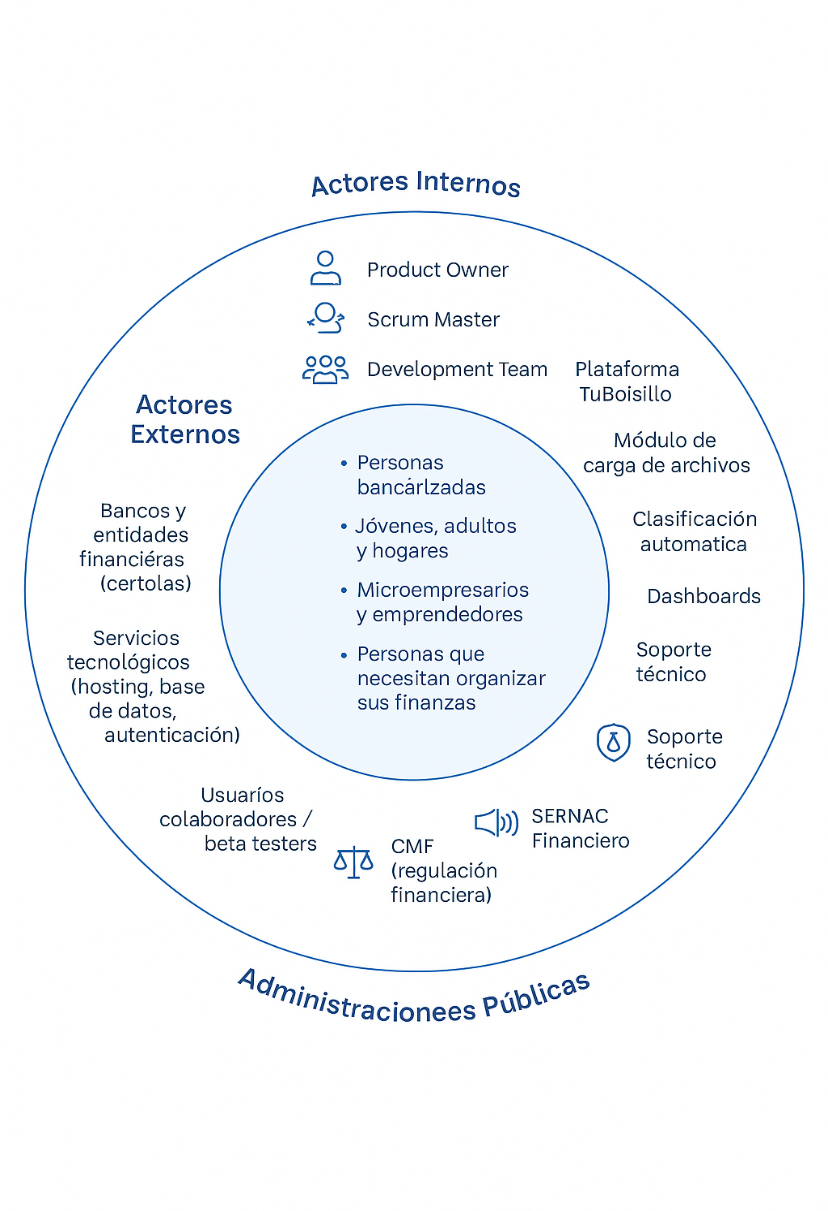 Actores Internos
Product Owner
Scrum Master
Development Team
Plataforma
TuBoisillo
Módulo de
carga de archivos
Clasificación
automatica
Dashboards
Soporte
técnico
Soporte
técnico
Actores
Externos
Bancos y
entidades
financiéras
(certolas)
Servicios
tecnológicos
(hosting, base
de datos,
autenticación)
Usuaríos
colaboradores /
beta testers
• Personas
bancárlzadas
• Jóvenes, adultos
y hogares
• Microempresarios
y emprendedores
• Personas que
necesitan organizar
sus finanzas
CMF
(regulación
financiera)
SERNAC
Financiero
Administracionees Públicas